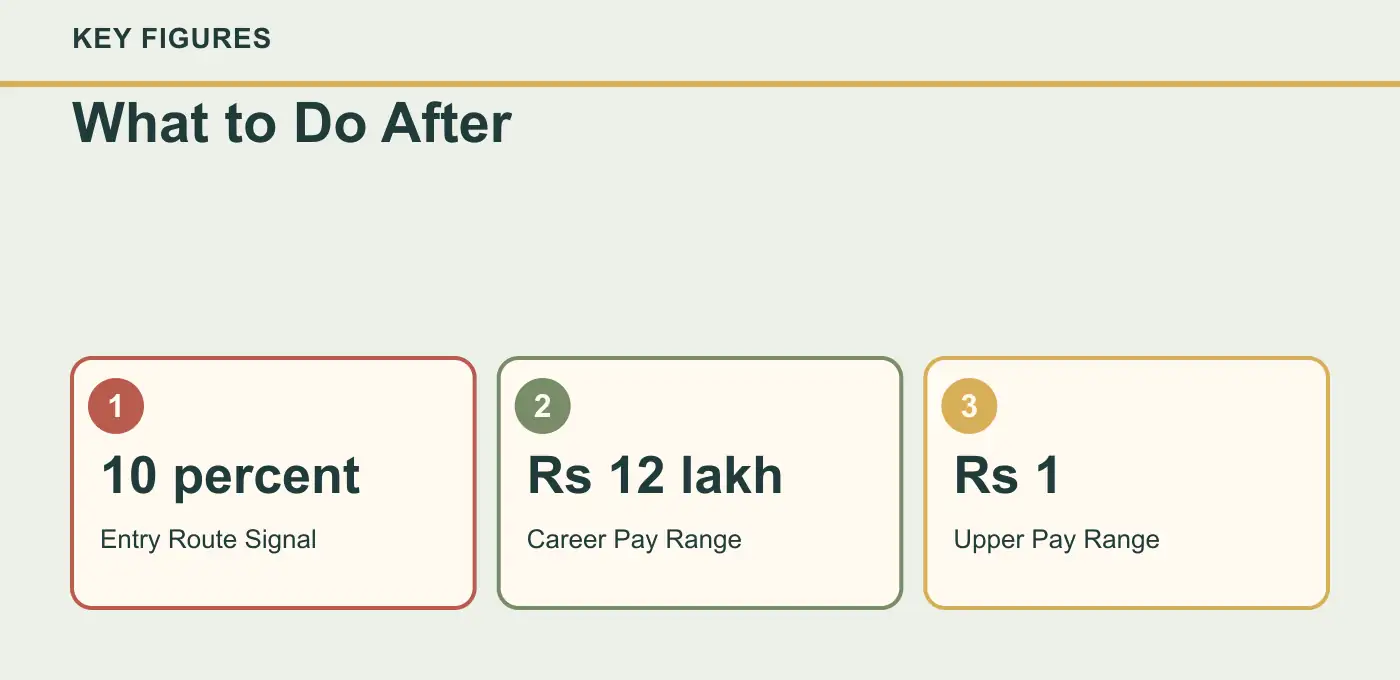 KEY FIGURES
What to Do After
1
10 percent
Entry Route Signal
2
Rs 12 lakh
Career Pay Range
3
Rs 1
Upper Pay Range